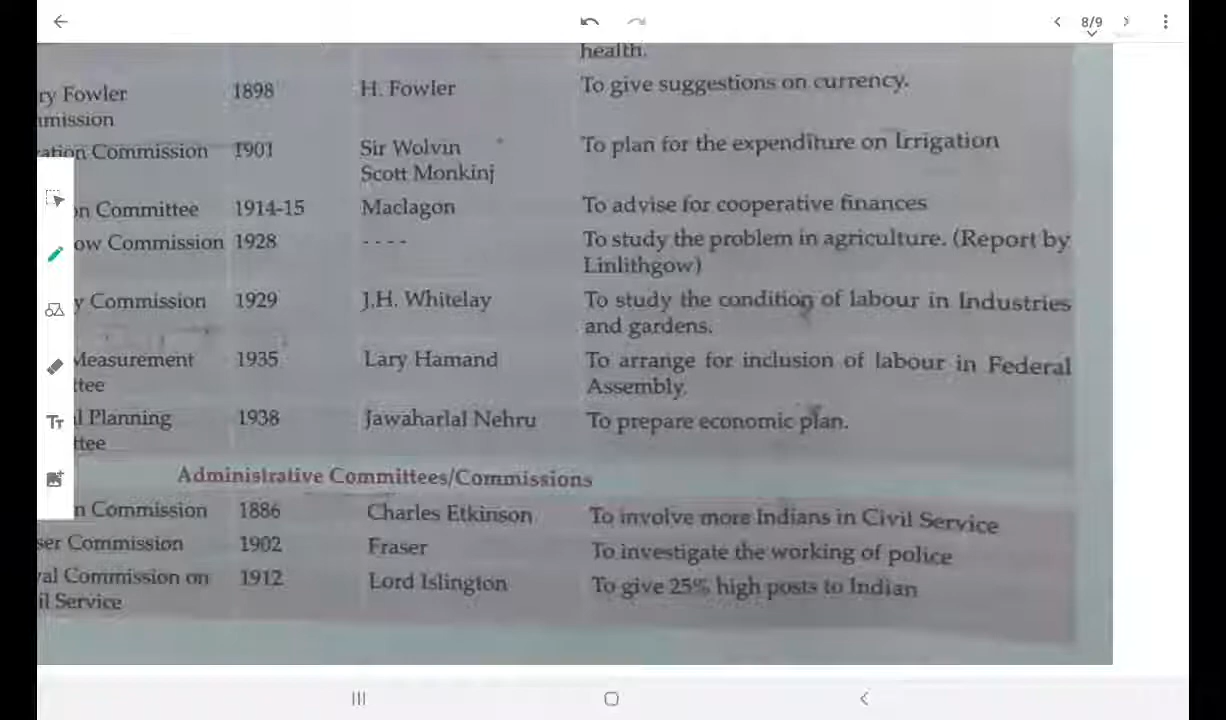 8/9
health.
ry Fowler 1898 H. Fowler To give suggestions on currency.
mission
ation Commission 1901 Sir Wolvin To plan for the expenditure on Irrigation
Scott Monkinj
on Committee 1914-15 Maclagon To advise for cooperative finances
ow Commission 1928 ---- To study the problem in agriculture. (Report by
Linlithgow)
y Commission 1929 J.H. Whitelay To study the condition of labour in Industries
and gardens.
Measurement 1935 Lary Hamand To arrange for inclusion of labour in Federal
ttee Assembly.
l Planning 1938 Jawaharlal Nehru To prepare economic plan.
ttee
Administrative Committees/Commissions
n Commission 1886 Charles Etkinson To involve more Indians in Civil Service
ser Commission 1902 Fraser To investigate the working of police
al Commission on 1912 Lord Islington To give 25% high posts to Indian
il Service
TT